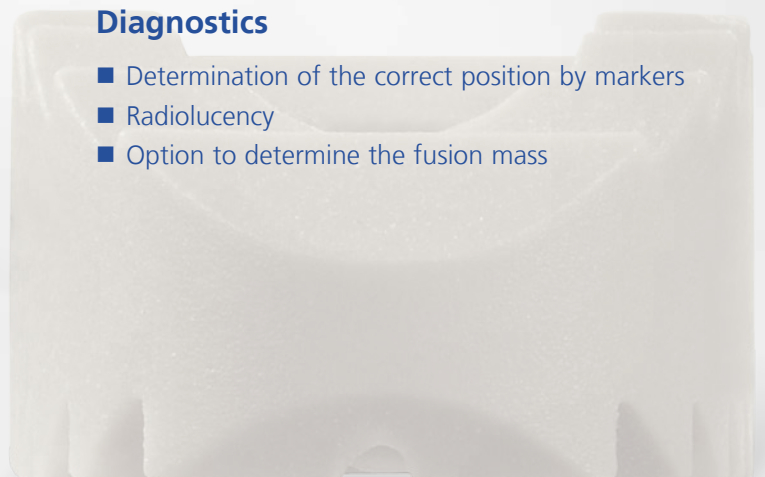 Diagnostics
■ Determination of the correct position by markers
■ Radiolucency
■ Option to determine the fusion mass